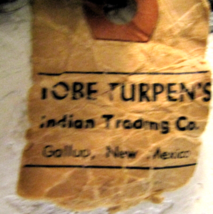 TOBE TURPEN'S
Indian Trading Co.
Gallup, New Mexico